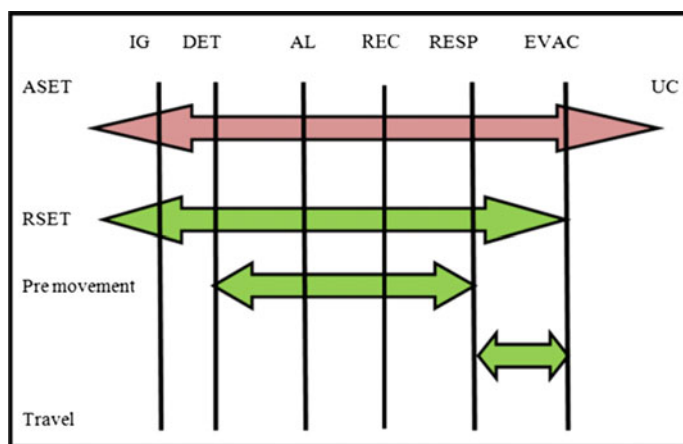 IG DET AL REC RESP EVAC
ASET UC
RSET
Pre movement
Travel